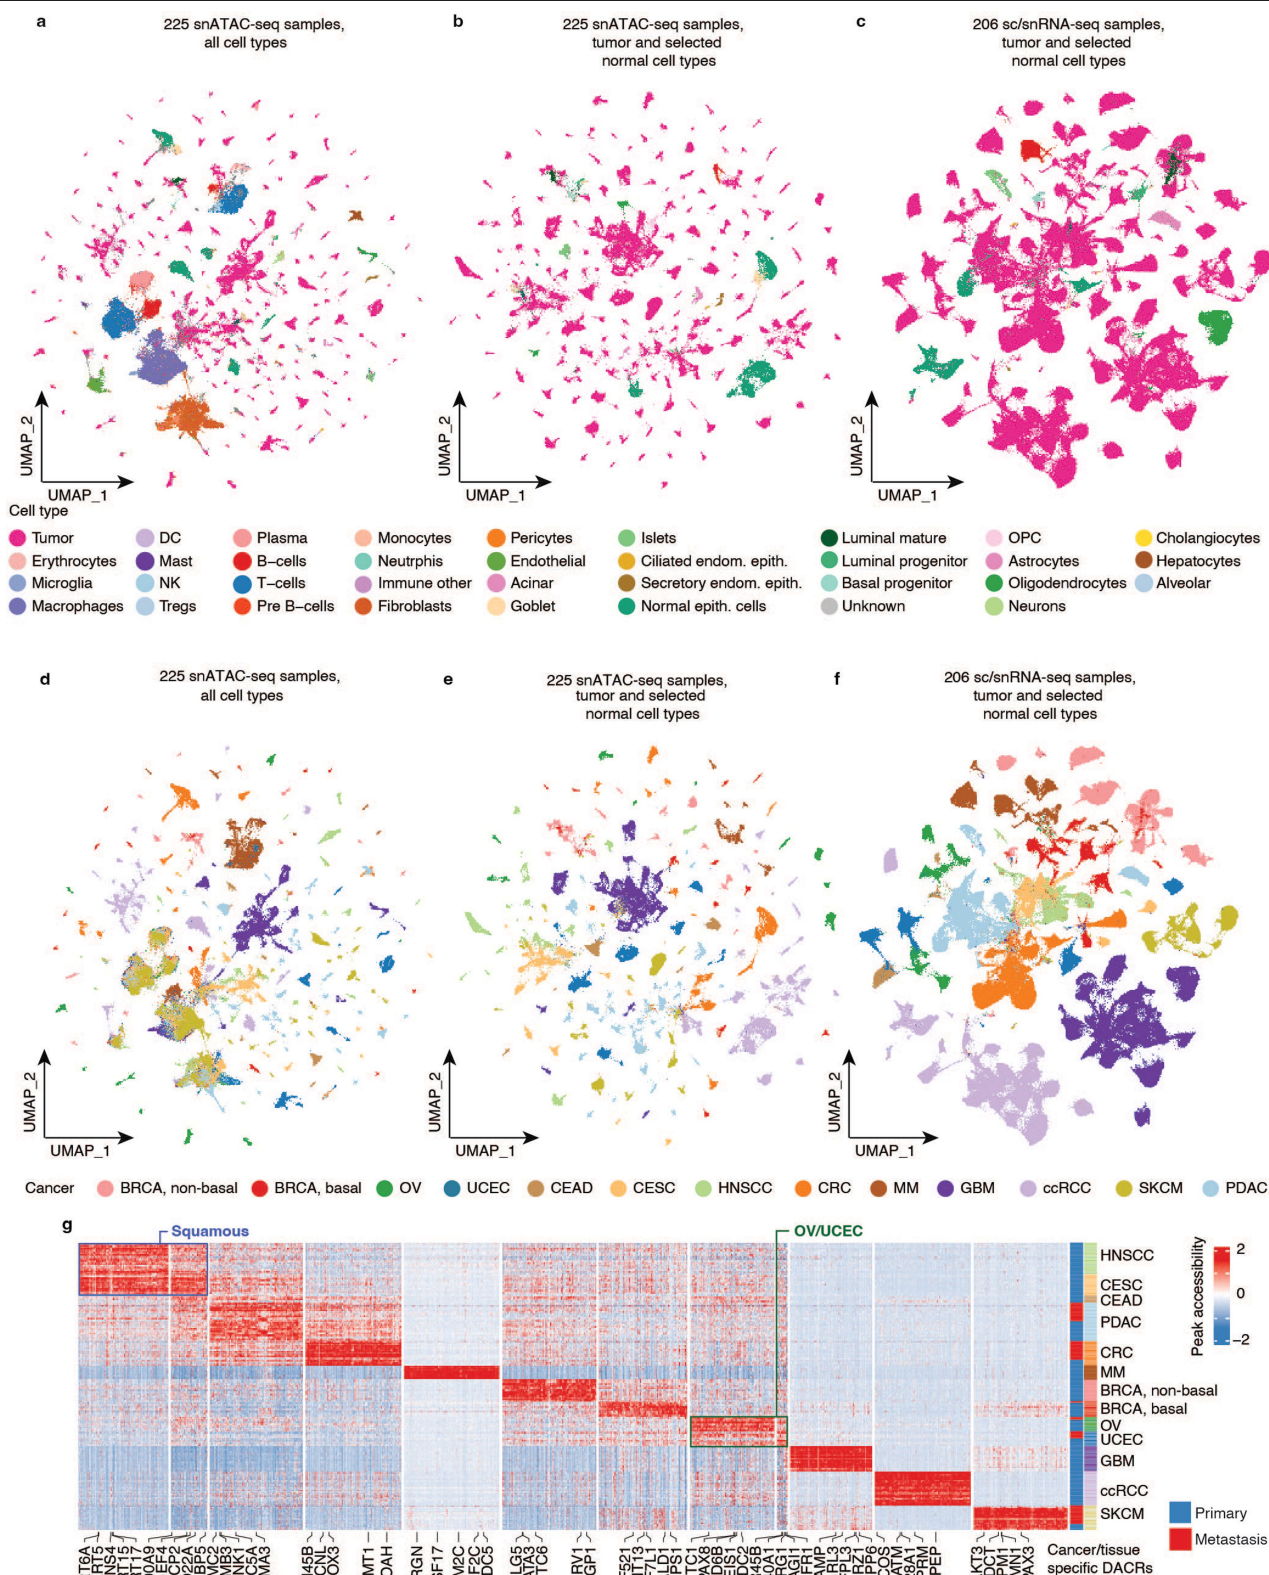 a
225 snATAC-seq samples,
all cell types
b
225 snATAC-seq samples,
tumor and selected
normal cell types
c
206 sc/snRNA-seq samples,
tumor and selected
normal cell types
UMAP_2
UMAP_1
UMAP_2
UMAP_1
UMAP_2
UMAP_1
Cell type
Tumor
DC
Plasma
Monocytes
Pericytes
Islets
Luminal mature
OPC
Cholangiocytes
Erythrocytes
Mast
B−cells
Neutrphis
Endothelial
Ciliated endom. epith.
Luminal progenitor
Astrocytes
Hepatocytes
Microglia
NK
T−cells
Immune other
Acinar
Secretory endom. epith.
Basal progenitor
Oligodendrocytes
Alveolar
Macrophages
Tregs
Pre B−cells
Fibroblasts
Goblet
Normal epith. cells
Unknown
Neurons
d
225 snATAC-seq samples,
all cell types
e
225 snATAC-seq samples,
tumor and selected
normal cell types
f
206 sc/snRNA-seq samples,
tumor and selected
normal cell types
UMAP_2
UMAP_1
UMAP_2
UMAP_1
UMAP_2
UMAP_1
Cancer
BRCA, non-basal
BRCA, basal
OV
UCEC
CEAD
CESC
HNSCC
CRC
MM
GBM
ccRCC
SKCM
PDAC
g
Squamous
OV/UCEC
HNSCC
CESC
CEAD
PDAC
CRC
MM
BRCA, non-basal
BRCA, basal
OV
UCEC
GBM
ccRCC
SKCM
Peak accessibility
2
0
−2
Primary
Metastasis
Cancer/tissue
specific DACRs